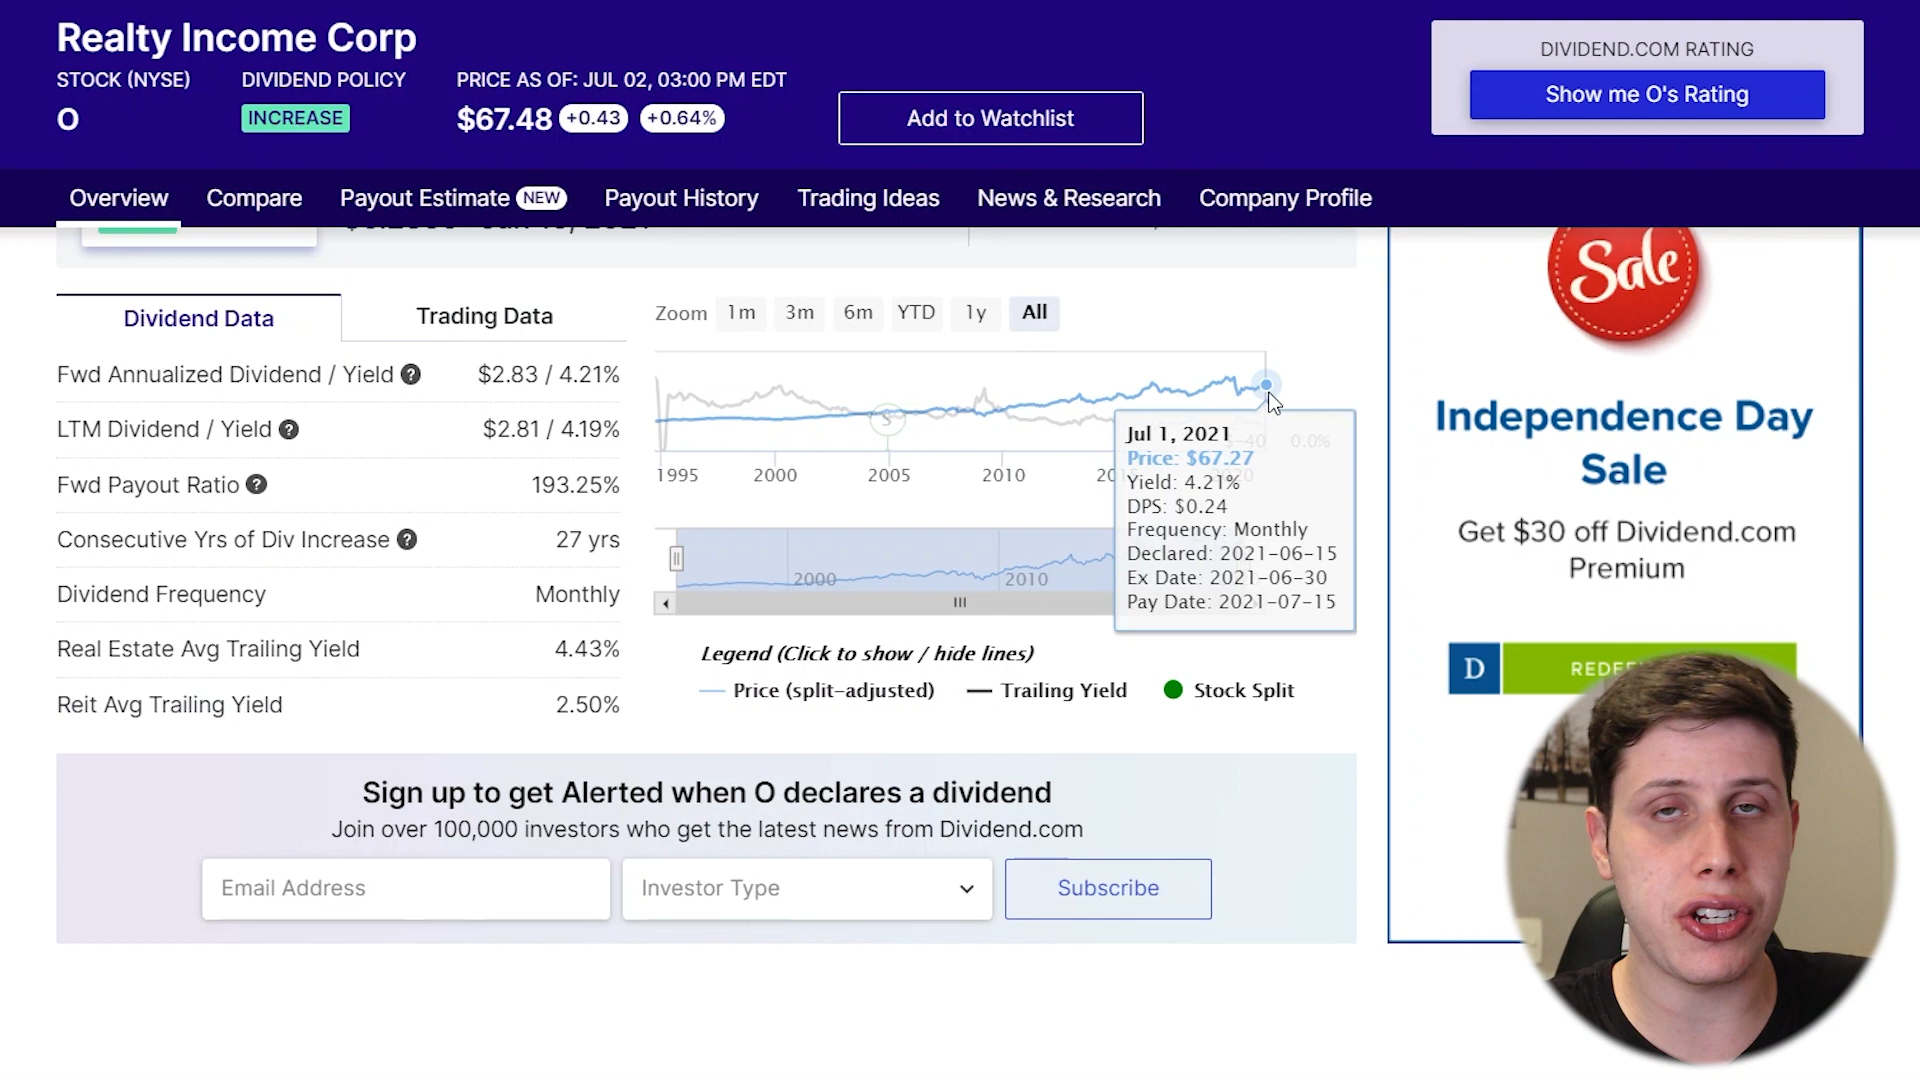 Realty Income Corp
STOCK (NYSE)
DIVIDEND POLICY
PRICE AS OF: JUL 02, 03:00 PM EDT
O
INCREASE
$67.48
+0.43
+0.64%
Add to Watchlist
DIVIDEND.COM RATING
Show me O's Rating
Overview
Compare
Payout Estimate NEW
Payout History
Trading Ideas
News & Research
Company Profile
Dividend Data
Trading Data
Fwd Annualized Dividend / Yield ? $2.83 / 4.21%
LTM Dividend / Yield ? $2.81 / 4.19%
Fwd Payout Ratio ? 193.25%
Consecutive Yrs of Div Increase ? 27 yrs
Dividend Frequency Monthly
Real Estate Avg Trailing Yield 4.43%
Reit Avg Trailing Yield 2.50%
Zoom 1m 3m 6m YTD 1y All
S
$-40 0.0%
1995 2000 2005 2010 2015 2020
Jul 1, 2021
Price: $67.27
Yield: 4.21%
DPS: $0.24
Frequency: Monthly
Declared: 2021-06-15
Ex Date: 2021-06-30
Pay Date: 2021-07-15
2000 2010
Legend (Click to show / hide lines)
Price (split-adjusted) Trailing Yield Stock Split
Sale
Independence Day
Sale
Get $30 off Dividend.com
Premium
D
Sign up to get Alerted when O declares a dividend
Join over 100,000 investors who get the latest news from Dividend.com
Email Address
Investor Type
Subscribe